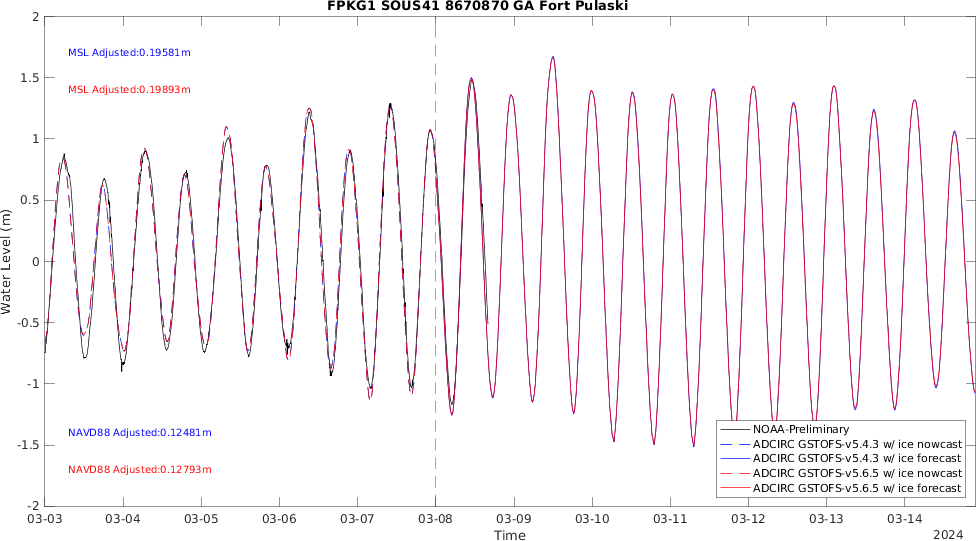 FPKG1 SOUS41 8670870 GA Fort Pulaski
2
1.5
1
0.5
0
-0.5
-1
-1.5
-2
Water Level (m)
MSL Adjusted:0.19581m
MSL Adjusted:0.19893m
NAVD88 Adjusted:0.12481m
NAVD88 Adjusted:0.12793m
NOAA-Preliminary
ADCIRC GSTOFS-v5.4.3 w/ ice nowcast
ADCIRC GSTOFS-v5.4.3 w/ ice forecast
ADCIRC GSTOFS-v5.6.5 w/ ice nowcast
ADCIRC GSTOFS-v5.6.5 w/ ice forecast
03-03 03-04 03-05 03-06 03-07 03-08 03-09 03-10 03-11 03-12 03-13 03-14
Time
2024